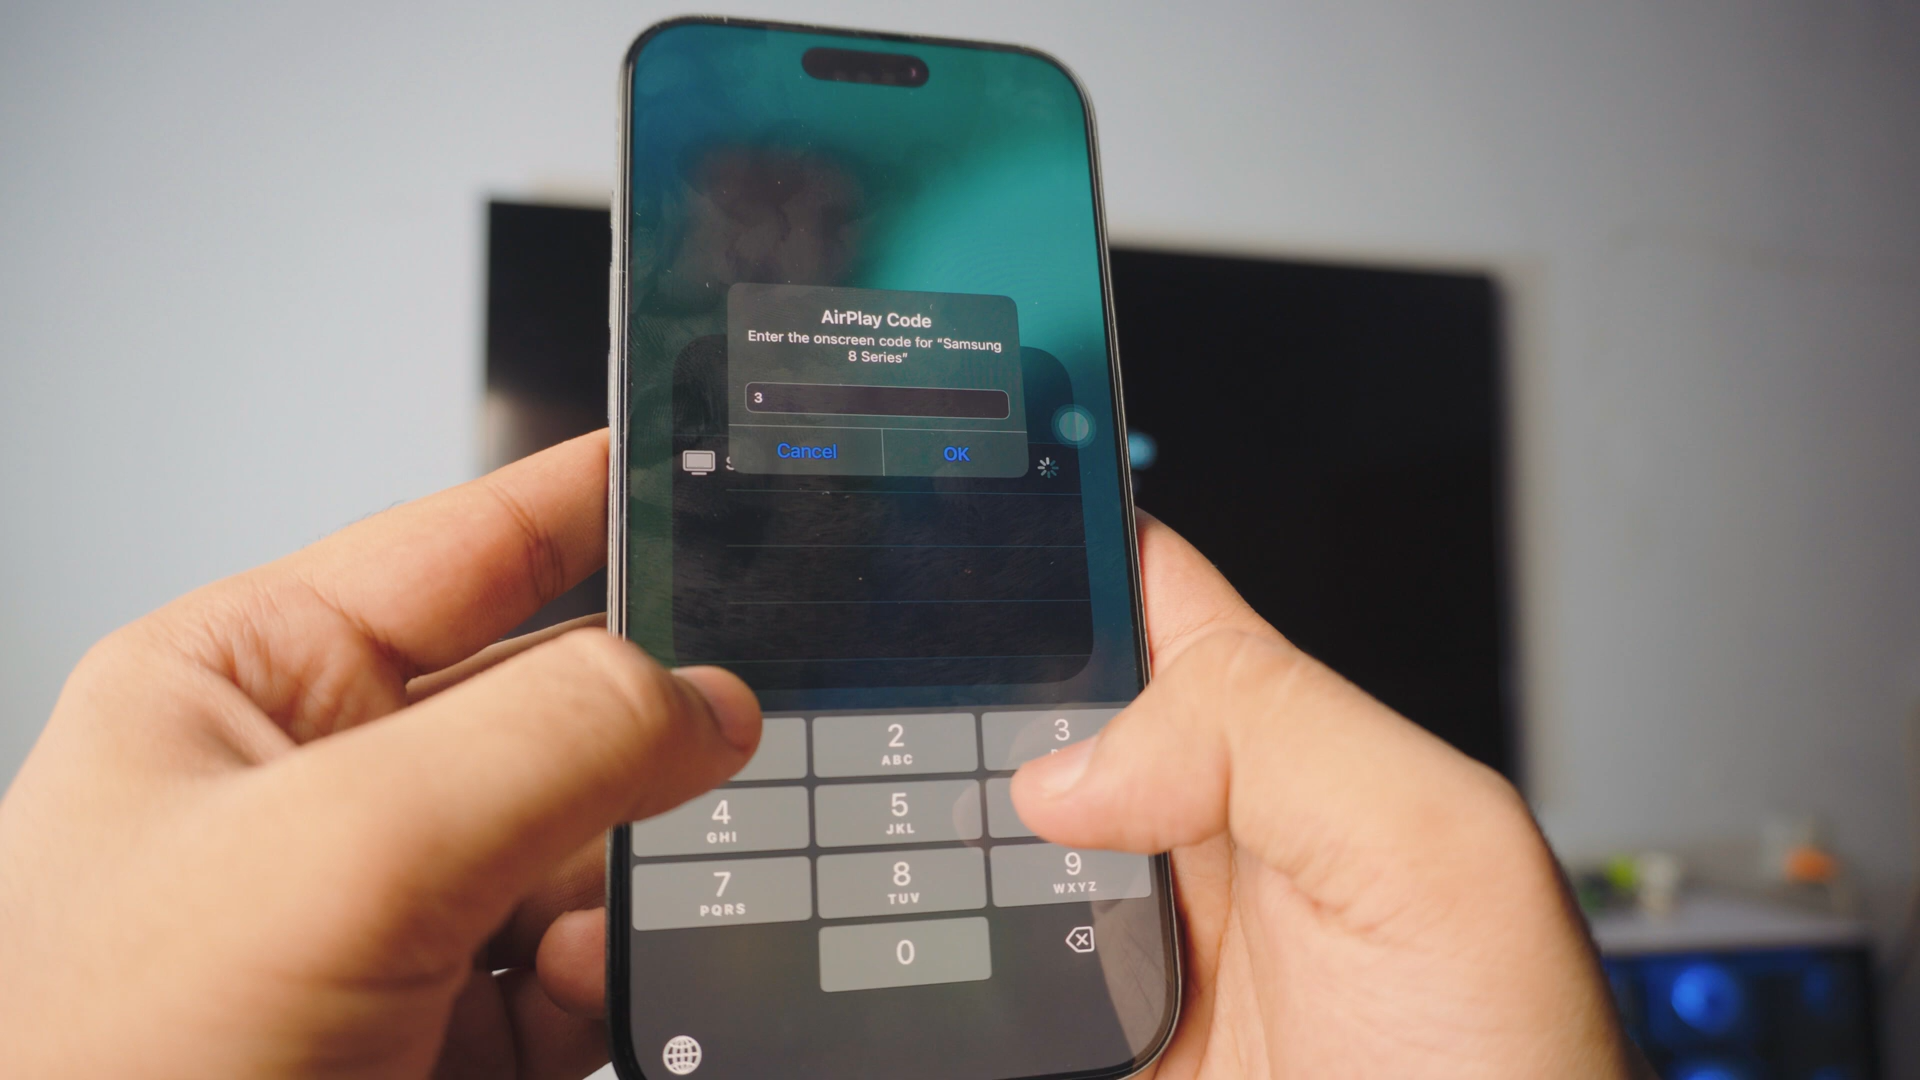 AirPlay Code
Enter the onscreen code for “Samsung
8 Series”
3
Cancel
OK
2
ABC
3
4
GHI
5
JKL
7
PQRS
8
TUV
9
WXYZ
0